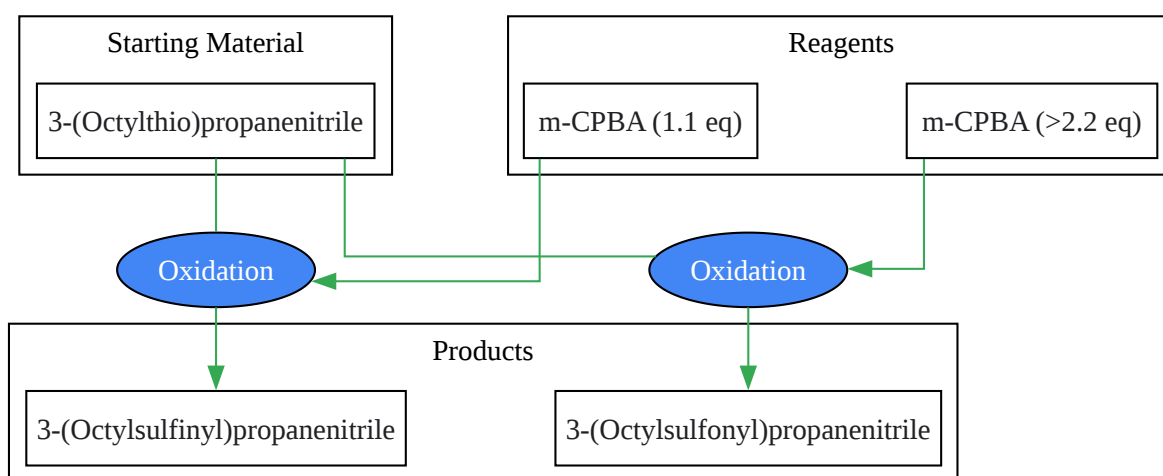 Starting Material
Reagents
3-(Octylthio)propanenitrile
m-CPBA (1.1 eq)
m-CPBA (>2.2 eq)
Oxidation
Oxidation
Products
3-(Octylsulfinyl)propanenitrile
3-(Octylsulfonyl)propanenitrile